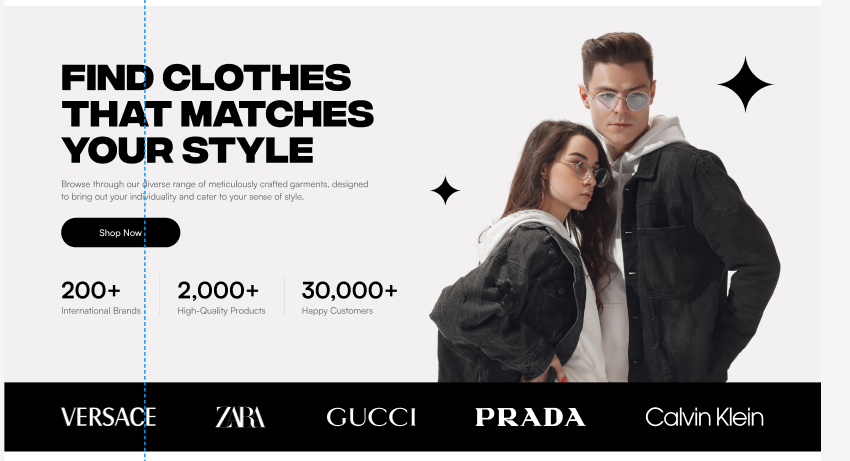 FIND CLOTHES
THAT MATCHES
YOUR STYLE
Browse through our diverse range of meticulously crafted garments, designed
to bring out your individuality and cater to your sense of style.
Shop Now
200+
International Brands
2,000+
High-Quality Products
30,000+
Happy Customers
VERSACE
ZARA
GUCCI
PRADA
Calvin Klein